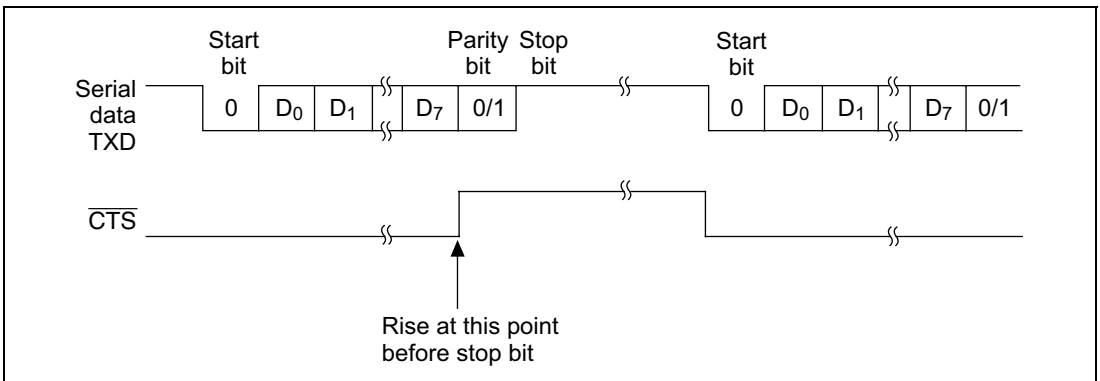 Start bit
Parity bit
Stop bit
Start bit
Serial data TXD
0 D₀ D₁ D₇ 0/1
0 D₀ D₁ D₇ 0/1
C̅T̅S̅
Rise at this point
before stop bit